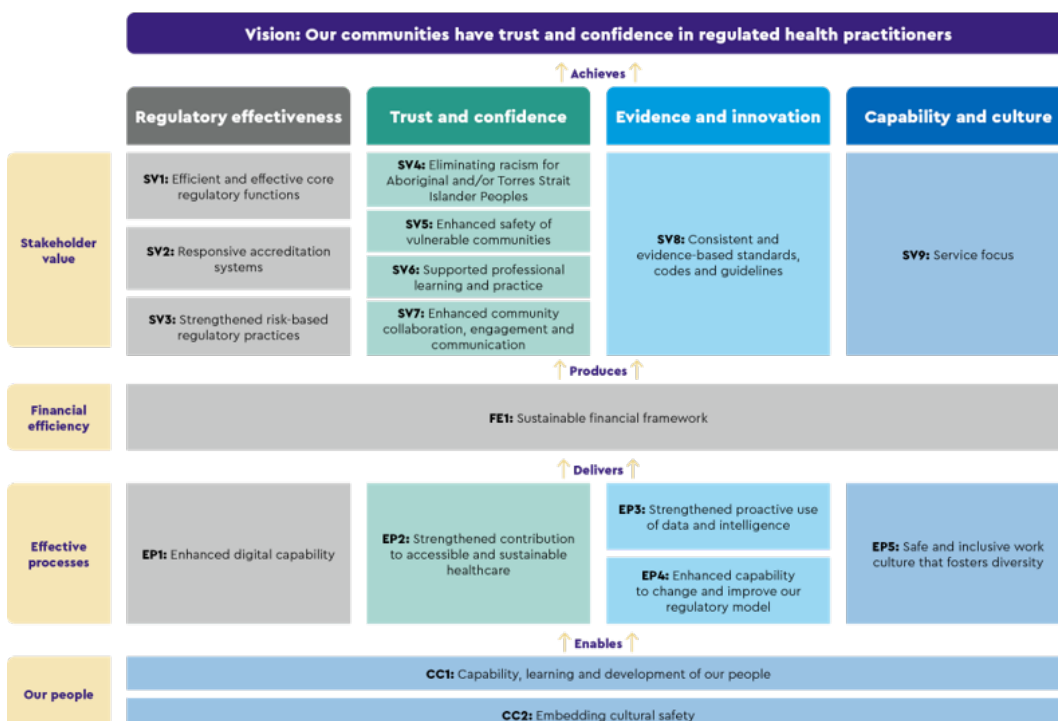 Vision: Our communities have trust and confidence in regulated health practitioners
Achieves
Regulatory effectiveness
Trust and confidence
Evidence and innovation
Capability and culture
Stakeholder
value
SV1: Efficient and effective core
regulatory functions
SV2: Responsive accreditation
systems
SV3: Strengthened risk-based
regulatory practices
SV4: Eliminating racism for
Aboriginal and/or Torres Strait
Islander Peoples
SV5: Enhanced safety of
vulnerable communities
SV6: Supported professional
learning and practice
SV7: Enhanced community
collaboration, engagement and
communication
SV8: Consistent and
evidence-based standards,
codes and guidelines
SV9: Service focus
Produces
Financial
efficiency
FE1: Sustainable financial framework
Delivers
Effective
processes
EP1: Enhanced digital capability
EP2: Strengthened contribution
to accessible and sustainable
healthcare
EP3: Strengthened proactive use
of data and intelligence
EP4: Enhanced capability
to change and improve our
regulatory model
EP5: Safe and inclusive work
culture that fosters diversity
Enables
Our people
CC1: Capability, learning and development of our people
CC2: Embedding cultural safety